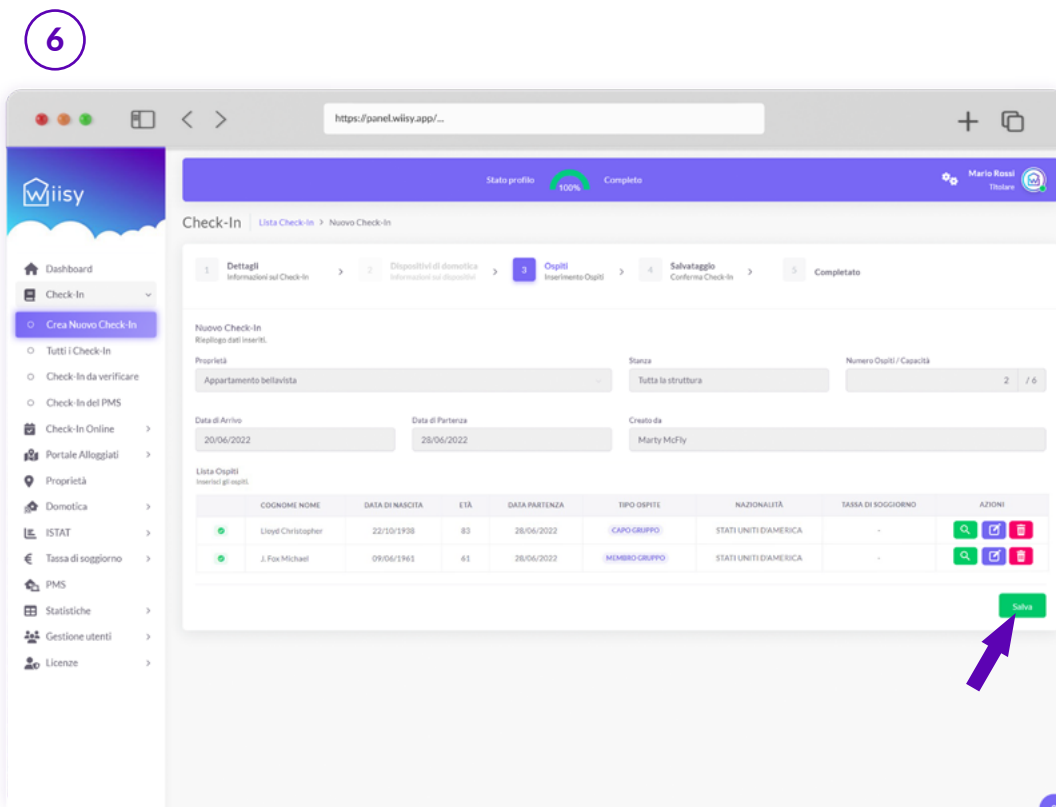 6
https://panel.wiisy.app/...
Wiisy
Stato profilo 100% Completo
Mario Rossi
Titolare
Check-In Lista Check-In > Nuovo Check-In
Dashboard
Check-In
Crea Nuovo Check-In
Tutti i Check-In
Check-In da verificare
Check-In del PMS
Check-In Online
Portale Alloggiati
Proprietà
Domotica
ISTAT
Tassa di soggiorno
PMS
Statistiche
Gestione utenti
Licenze
1 Dettagli
Informazioni sul Check-In
2 Dispositivi di domotica
Informazioni sui dispositivi
3 Ospiti
Inserimento Ospiti
4 Salvataggio
Conferma Check-In
5 Completato
Nuovo Check-In
Riepilogo dati inseriti.
Proprietà Stanza Numero Ospiti / Capacità
Appartamento bellavista Tutta la struttura 2 / 6
Data di Arrivo Data di Partenza Creato da
20/06/2022 28/06/2022 Marty McFly
Lista Ospiti
Inserisci gli ospiti.
COGNOME NOME DATA DI NASCITA ETÀ DATA PARTENZA TIPO OSPITE NAZIONALITÀ TASSA DI SOGGIORNO AZIONI
Lloyd Christopher 22/10/1938 83 28/06/2022 CAPO GRUPPO STATI UNITI D'AMERICA -
J. Fox Michael 09/06/1961 61 28/06/2022 MEMBRO GRUPPO STATI UNITI D'AMERICA -
Salva